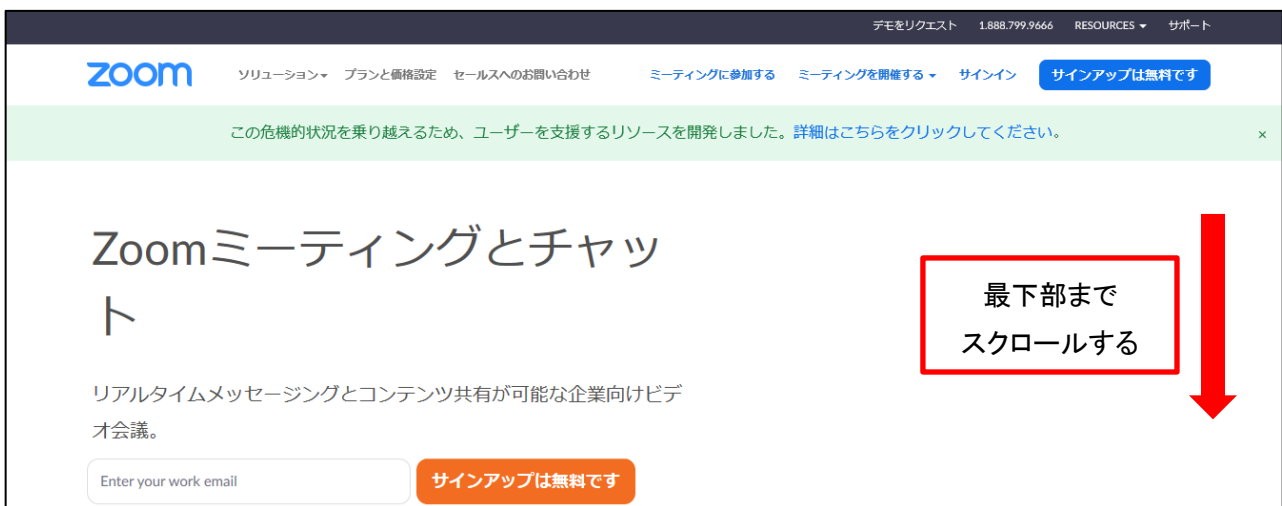 デモをリクエスト 1.888.799.9666 RESOURCES サポート
zoom ソリューション プランと価格設定 セールスへのお問い合わせ ミーティングに参加する ミーティングを開催する サインイン サインアップは無料です
この危機的状況を乗り越えるため、ユーザーを支援するリソースを開発しました。詳細はこちらをクリックしてください。 ×
Zoomミーティングとチャッ
ト
最下部まで
スクロールする
リアルタイムメッセージングとコンテンツ共有が可能な企業向けビデ
オ会議。
Enter your work email サインアップは無料です